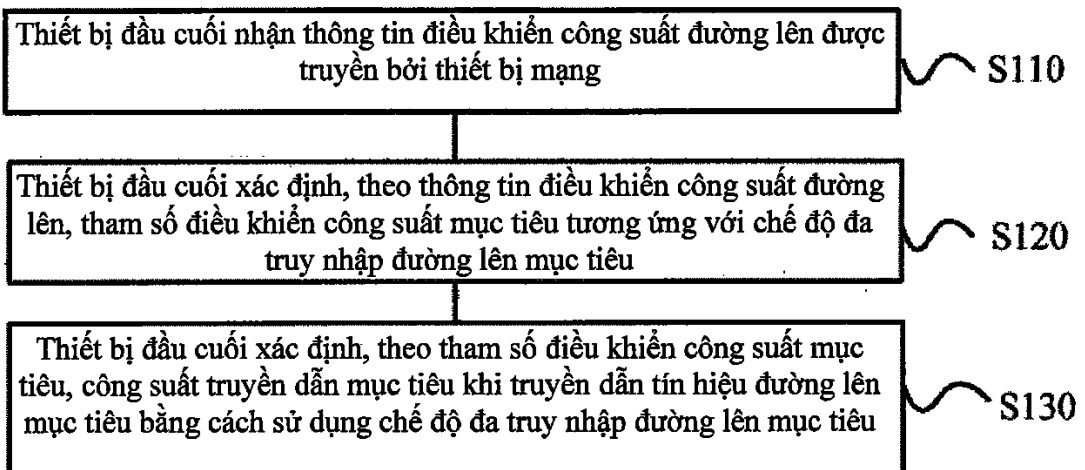 Thiết bị đầu cuối nhận thông tin điều khiển công suất đường lên được
truyền bởi thiết bị mạng
S110
Thiết bị đầu cuối xác định, theo thông tin điều khiển công suất đường
lên, tham số điều khiển công suất mục tiêu tương ứng với chế độ đa
truy nhập đường lên mục tiêu
S120
Thiết bị đầu cuối xác định, theo tham số điều khiển công suất mục
tiêu, công suất truyền dẫn mục tiêu khi truyền dẫn tín hiệu đường lên
mục tiêu bằng cách sử dụng chế độ đa truy nhập đường lên mục tiêu
S130